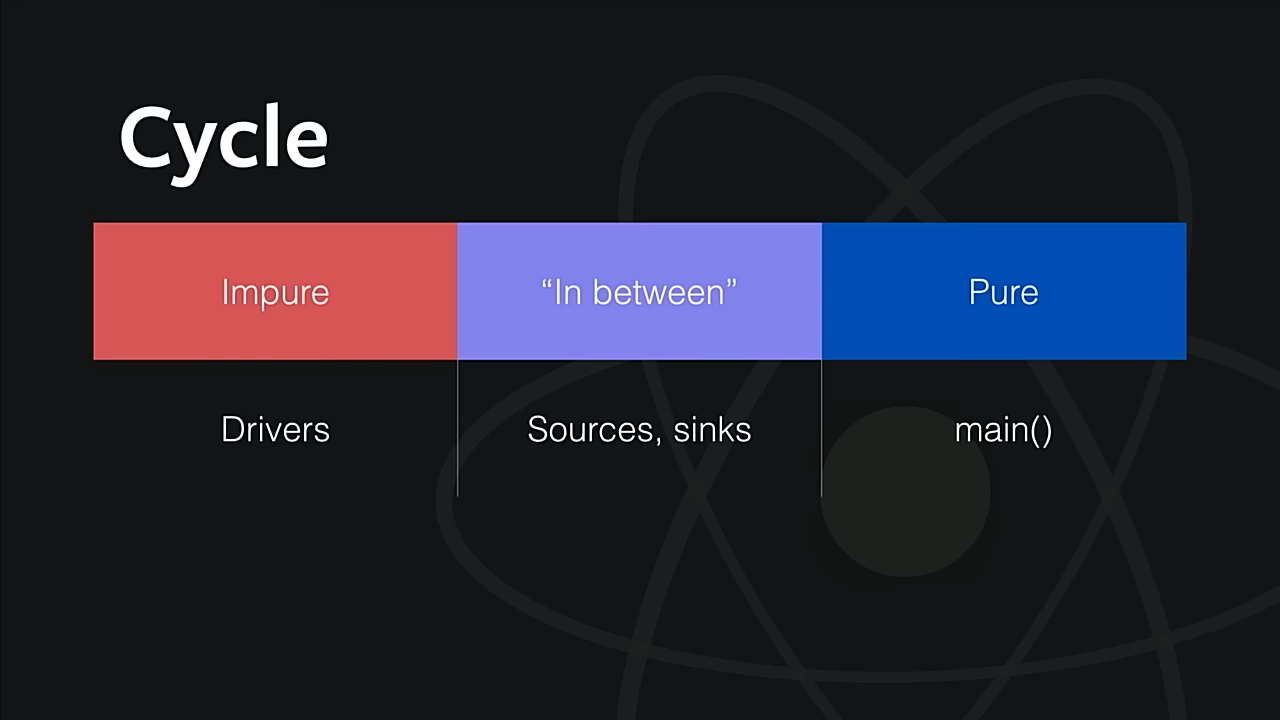 Cycle
Impure
“In between”
Pure
Drivers
Sources, sinks
main()